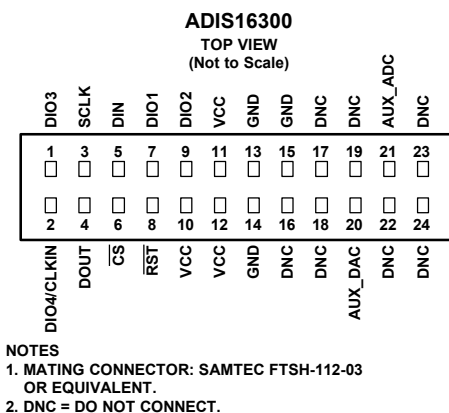 ADIS16300
TOP VIEW
(Not to Scale)
DIO3 SCLK DIN DIO1 DIO2 VCC GND GND DNC DNC AUX_ADC DNC
1 3 5 7 9 11 13 15 17 19 21 23
2 4 6 8 10 12 14 16 18 20 22 24
DIO4/CLKIN DOUT CS RST VCC VCC GND DNC DNC AUX_DAC DNC DNC
NOTES
1. MATING CONNECTOR: SAMTEC FTSH-112-03
OR EQUIVALENT.
2. DNC = DO NOT CONNECT.